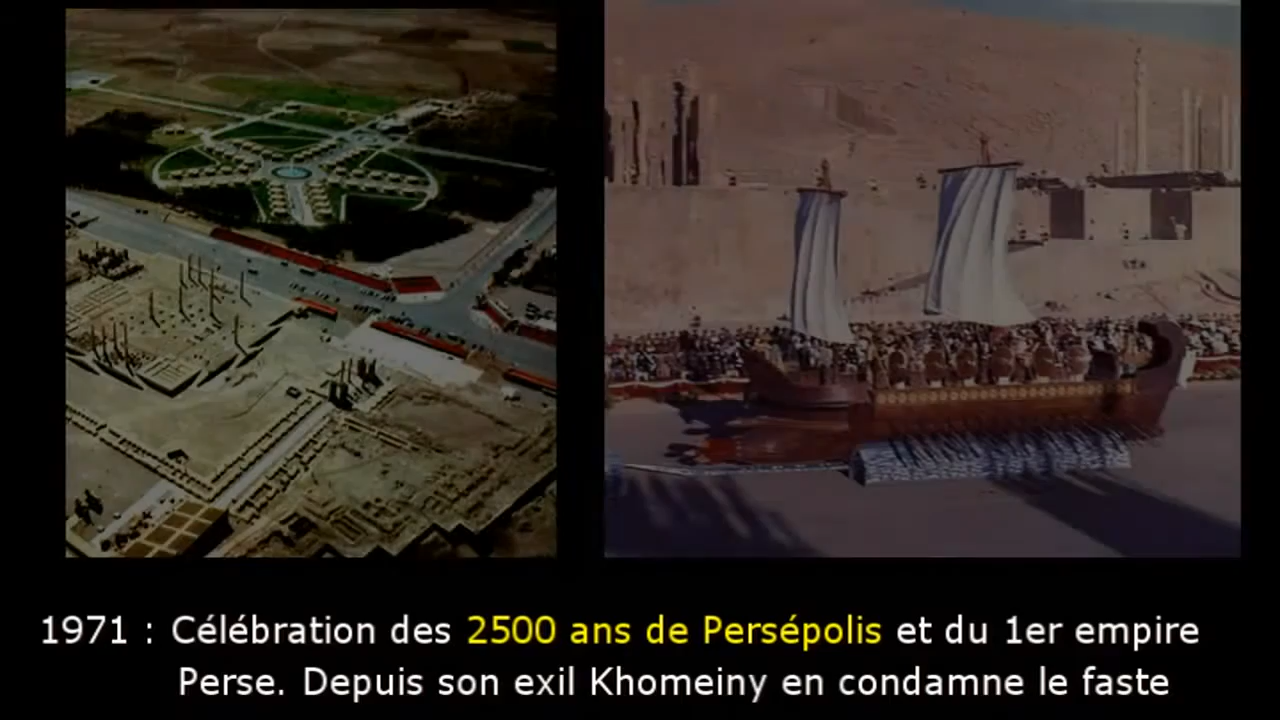 1971 : Célébration des 2500 ans de Persépolis et du 1er empire
Perse. Depuis son exil Khomeiny en condamne le faste